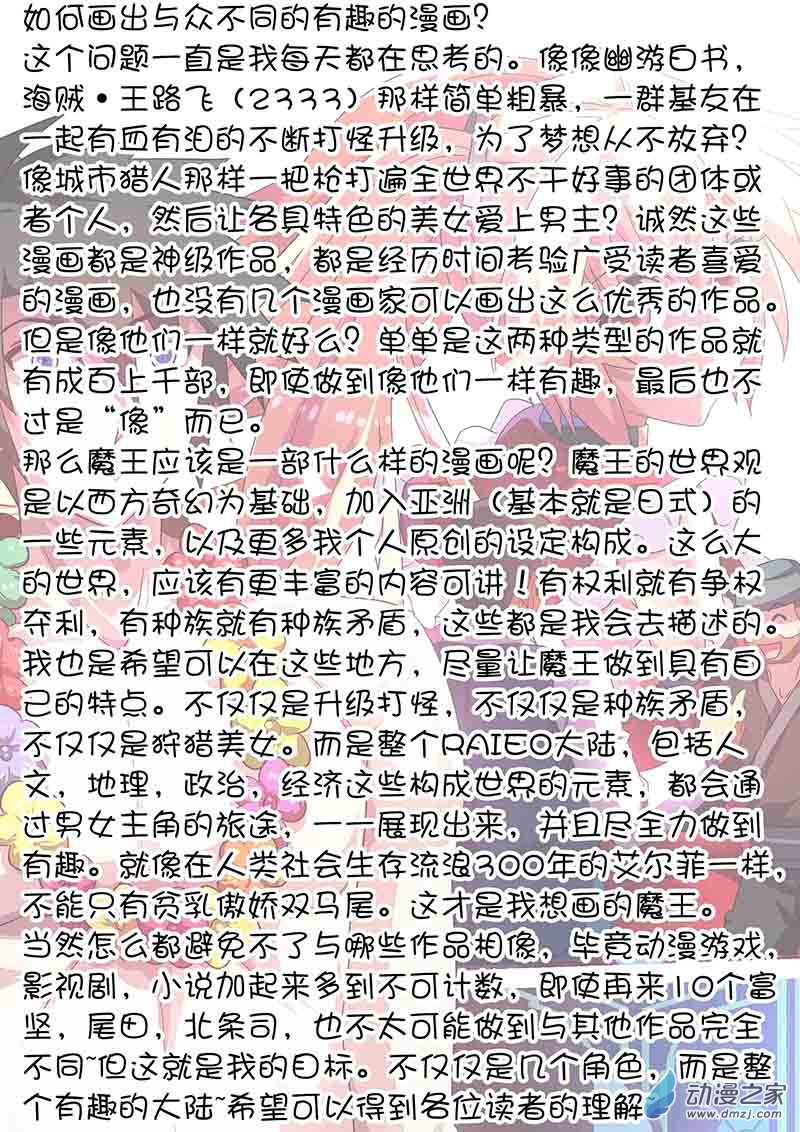 如何画出与众不同的有趣的漫画？
这个问题一直是我每天都在思考的。像像幽游白书，
海贼·王路飞（2333）那样简单粗暴，一群基友在
一起有血有泪的不断打怪升级，为了梦想从不放弃？
像城市猎人那样一把枪打遍全世界不干好事的团体或
者个人，然后让各具特色的美女爱上男主？诚然这些
漫画都是神级作品，都是经历时间考验广受读者喜爱
的漫画，也没有几个漫画家可以画出这么优秀的作品。
但是像他们一样就好么？单单是这两种类型的作品就
有成百上千部，即使做到像他们一样有趣，最后也不
过是“像”而已。
那么魔王应该是一部什么样的漫画呢？魔王的世界观
是以西方奇幻为基础，加入亚洲（基本就是日式）的
一些元素，以及更多我个人原创的设定构成。这么大
的世界，应该有更丰富的内容可讲！有权利就有争权
夺利，有种族就有种族矛盾，这些都是我会去描述的。
我也是希望可以在这些地方，尽量让魔王做到具有自
己的特点。不仅仅是升级打怪，不仅仅是种族矛盾，
不仅仅是狩猎美女。而是整个RAIEO大陆，包括人
文，地理，政治，经济这些构成世界的元素，都会通
过男女主角的旅途，一一展现出来，并且尽全力做到
有趣。就像在人类社会生存流浪300年的艾尔菲一样，
不能只有贫乳傲娇双马尾。这才是我想画的魔王。
当然怎么都避免不了与哪些作品相像，毕竟动漫游戏，
影视剧，小说加起来多到不可计数，即使再来10个富
坚，尾田，北条司，也不太可能做到与其他作品完全
不同~但这就是我的目标。不仅仅是几个角色，而是整
个有趣的大陆~希望可以得到各位读者的理解~
动漫之家
www.dmzj.com